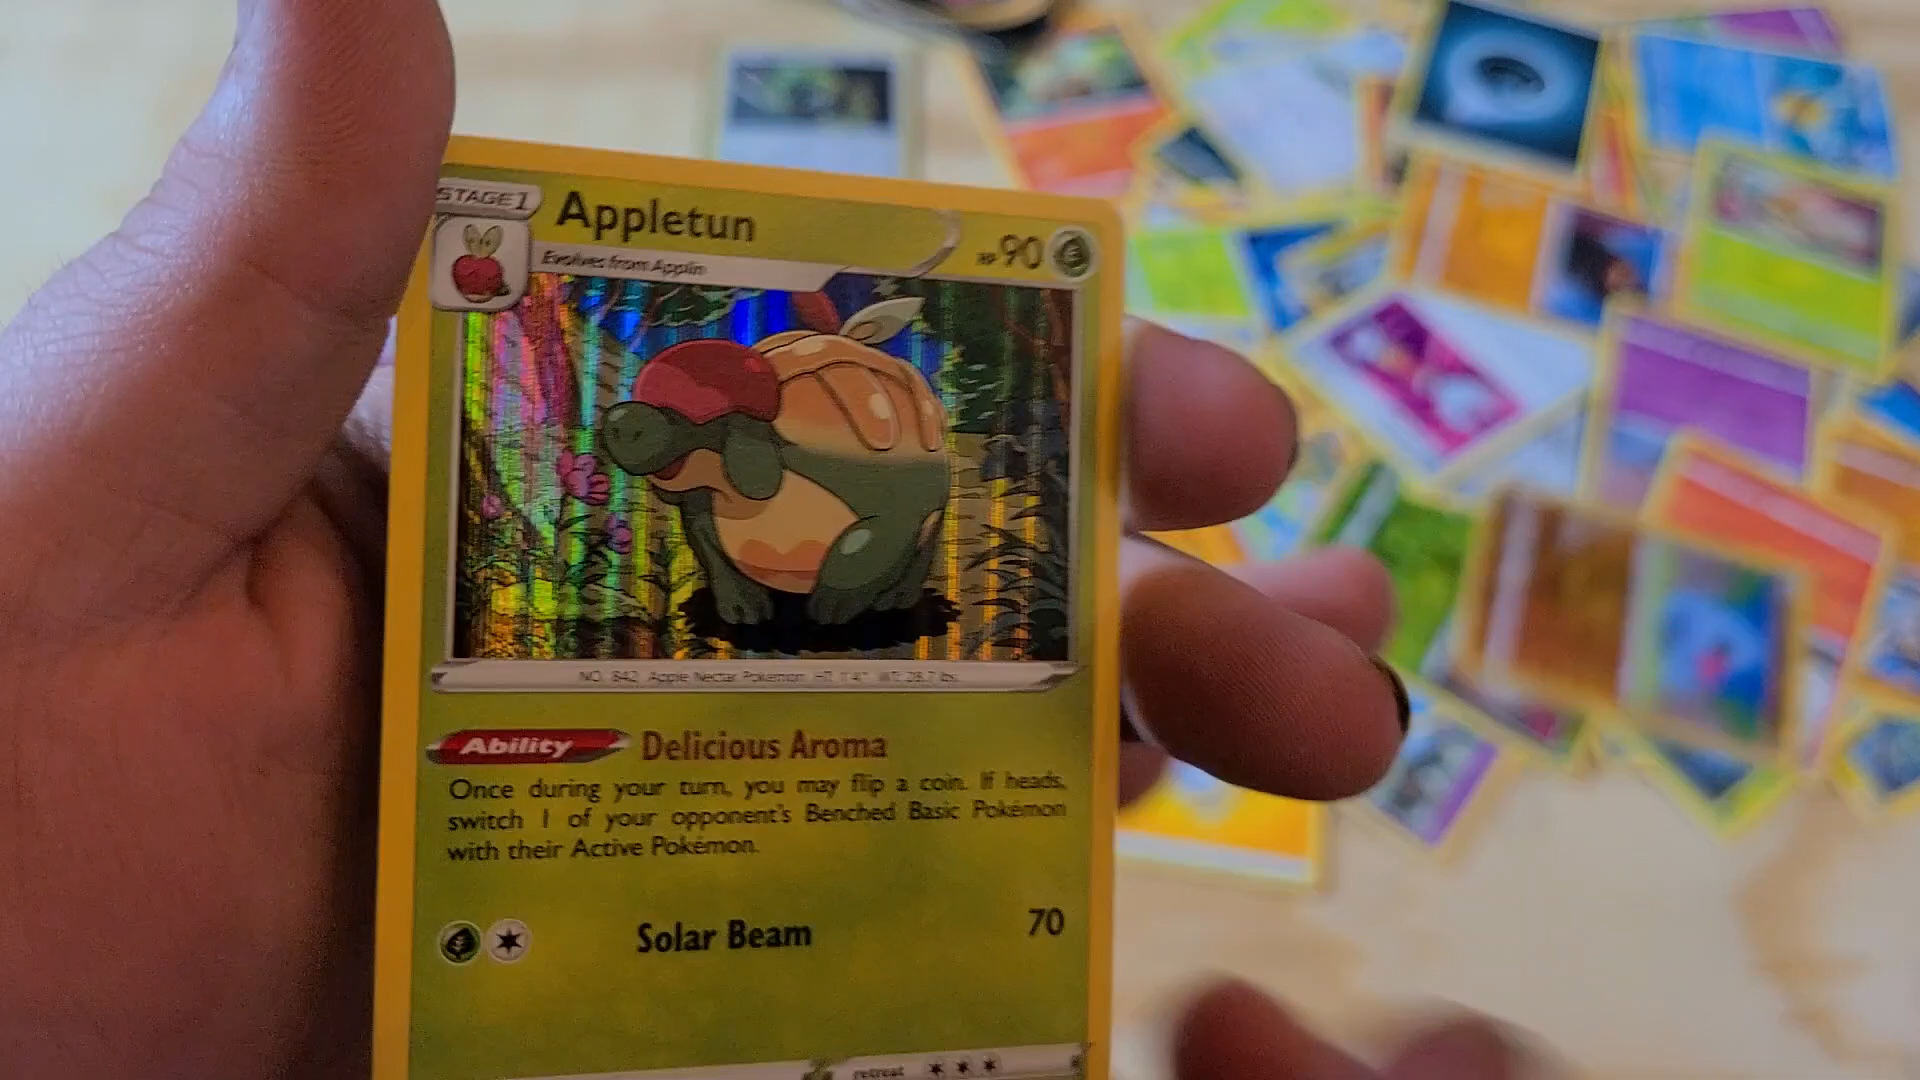 STAGE 1
Appletun
HP 90
Evolves from Applin
NO. 842 Apple Nectar Pokémon HT: 1'4" WT: 28.7 lbs.
Ability Delicious Aroma
Once during your turn, you may flip a coin. If heads,
switch 1 of your opponent's Benched Basic Pokémon
with their Active Pokémon.
Solar Beam 70
retreat